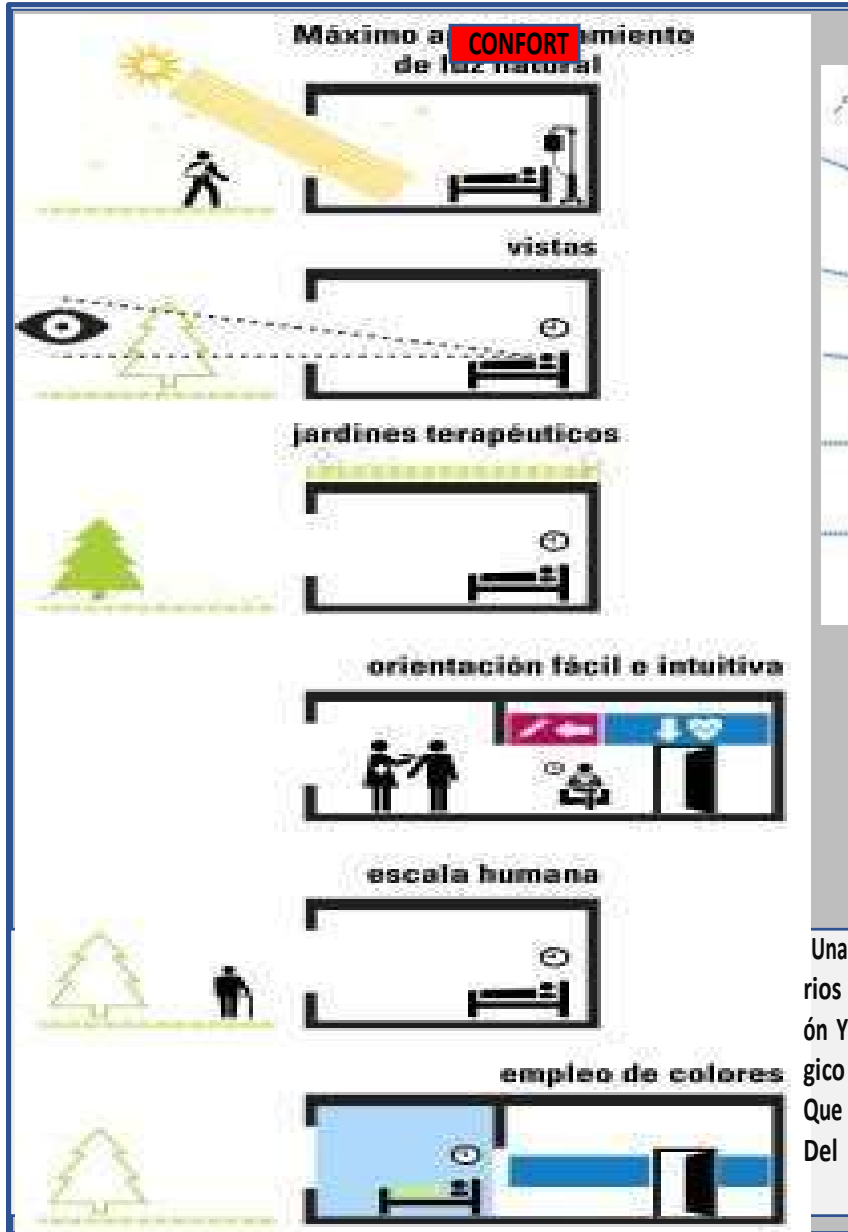 Máximo a
CONFORT
amiento
de luz natural
vistas
jardines terapéuticos
orientación fácil e intuitiva
escala humana
empleo de colores
Una
rios
ón Y
gico
Que
Del